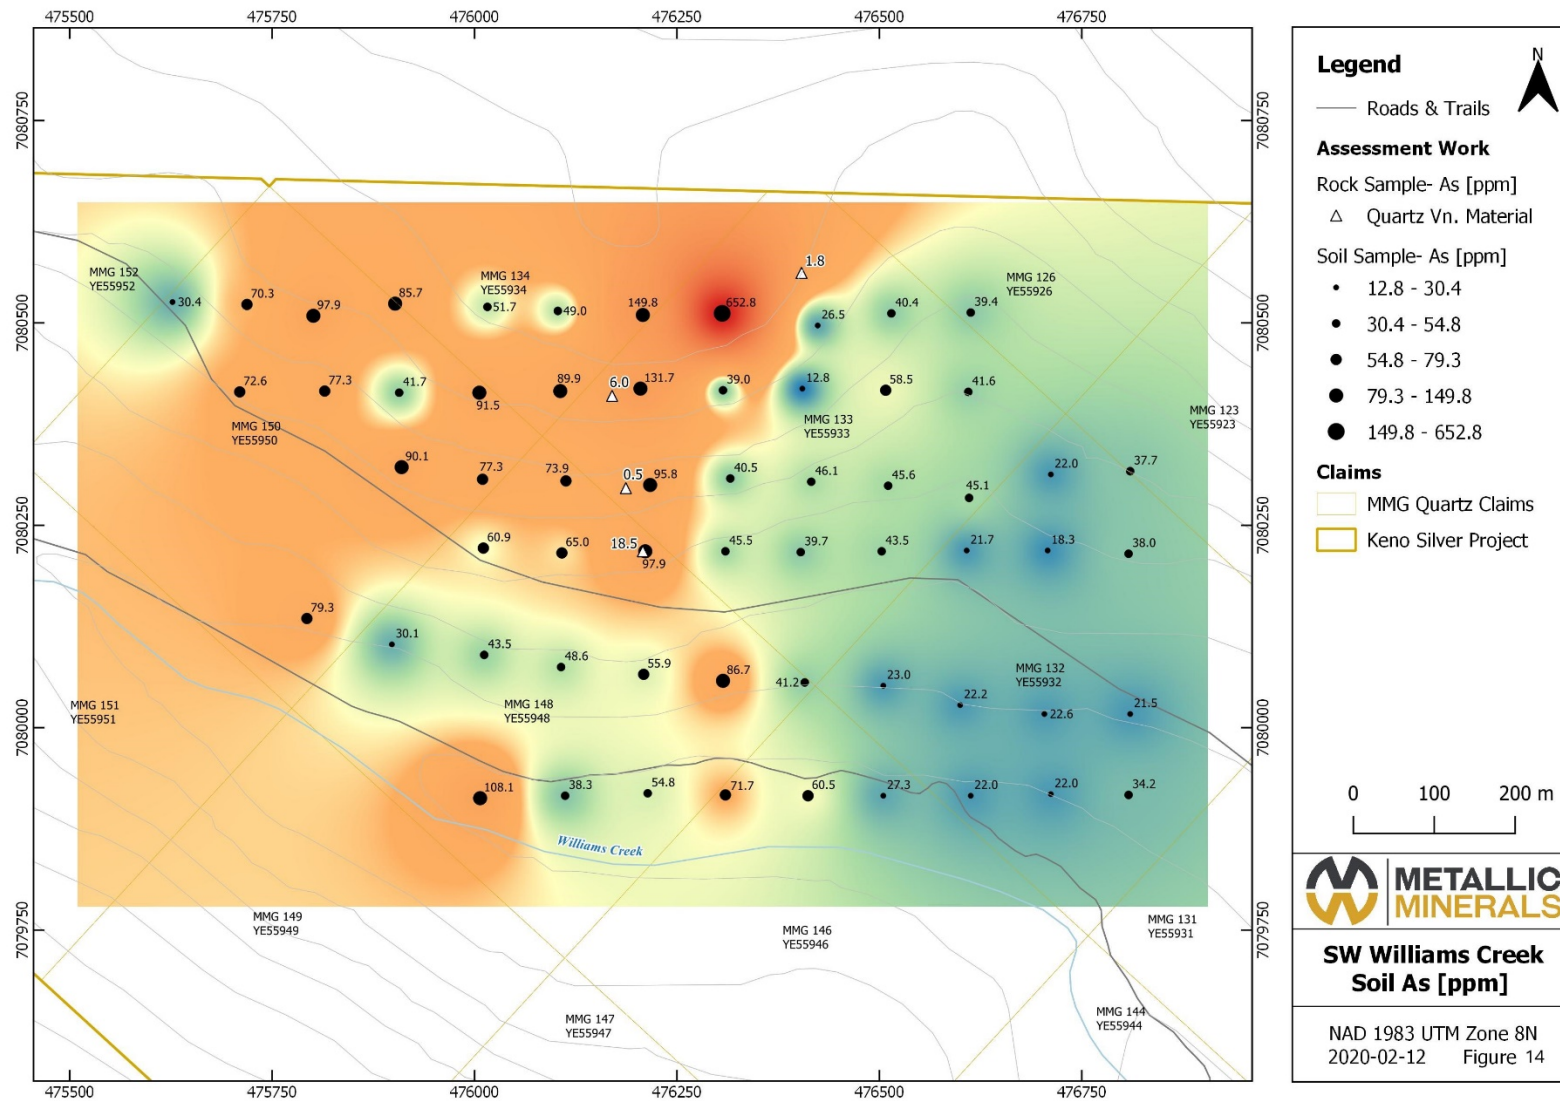 475500 475750 476000 476250 476500 476750
7080750 7080750
7080500 7080500
7080250 7080250
7080000 7080000
7079750 7079750
1.8
MMG 152
YE55952
MMG 134
YE55934
MMG 126
YE55926
30.4 70.3 97.9 85.7 51.7 49.0 149.8 652.8 26.5 40.4 39.4
72.6 77.3 41.7 91.5 89.9 6.0 131.7 39.0 12.8 58.5 41.6
MMG 150
YE55950
MMG 133
YE55933
MMG 123
YE55923
90.1 77.3 73.9 0.5 95.8 40.5 46.1 45.6 45.1 22.0 37.7
60.9 65.0 18.5 97.9 45.5 39.7 43.5 21.7 18.3 38.0
79.3 30.1 43.5 48.6 55.9 86.7 41.2 23.0 22.2 22.6 21.5
MMG 132
YE55932
MMG 151
YE55951
MMG 148
YE55948
108.1 38.3 54.8 71.7 60.5 27.3 22.0 22.0 34.2
Williams Creek
MMG 149
YE55949
MMG 146
YE55946
MMG 131
YE55931
MMG 147
YE55947
MMG 144
YE55944
475500 475750 476000 476250 476500 476750
Legend
N
Roads & Trails
Assessment Work
Rock Sample- As [ppm]
Quartz Vn. Material
Soil Sample- As [ppm]
12.8 - 30.4
30.4 - 54.8
54.8 - 79.3
79.3 - 149.8
149.8 - 652.8
Claims
MMG Quartz Claims
Keno Silver Project
0 100 200 m
METALLIC
MINERALS
SW Williams Creek
Soil As [ppm]
NAD 1983 UTM Zone 8N
2020-02-12 Figure 14